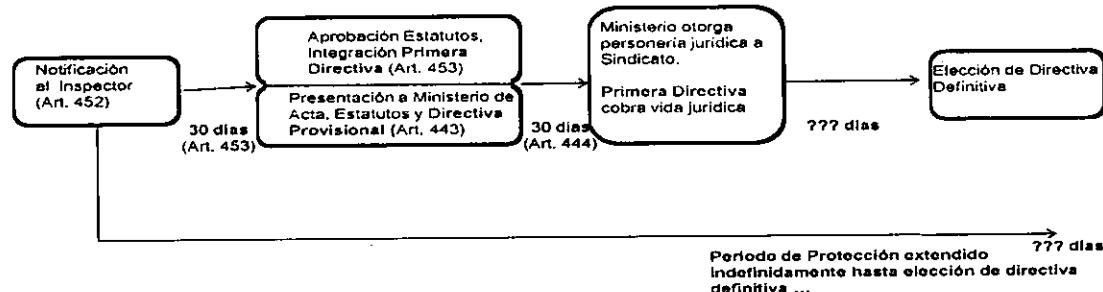 Notificación
al Inspector
(Art. 452)
30 días
(Art. 453)
Aprobación Estatutos,
Integración Primera
Directiva (Art. 453)
Presentación a Ministerio de
Acta, Estatutos y Directiva
Provisional (Art. 443)
30 días
(Art. 444)
Ministerio otorga
personería jurídica a
Sindicato.
Primera Directiva
cobra vida jurídica
??? días
Elección de Directiva
Definitiva
??? días
Periodo de Protección extendido
indefinidamente hasta elección de directiva
definitiva ...